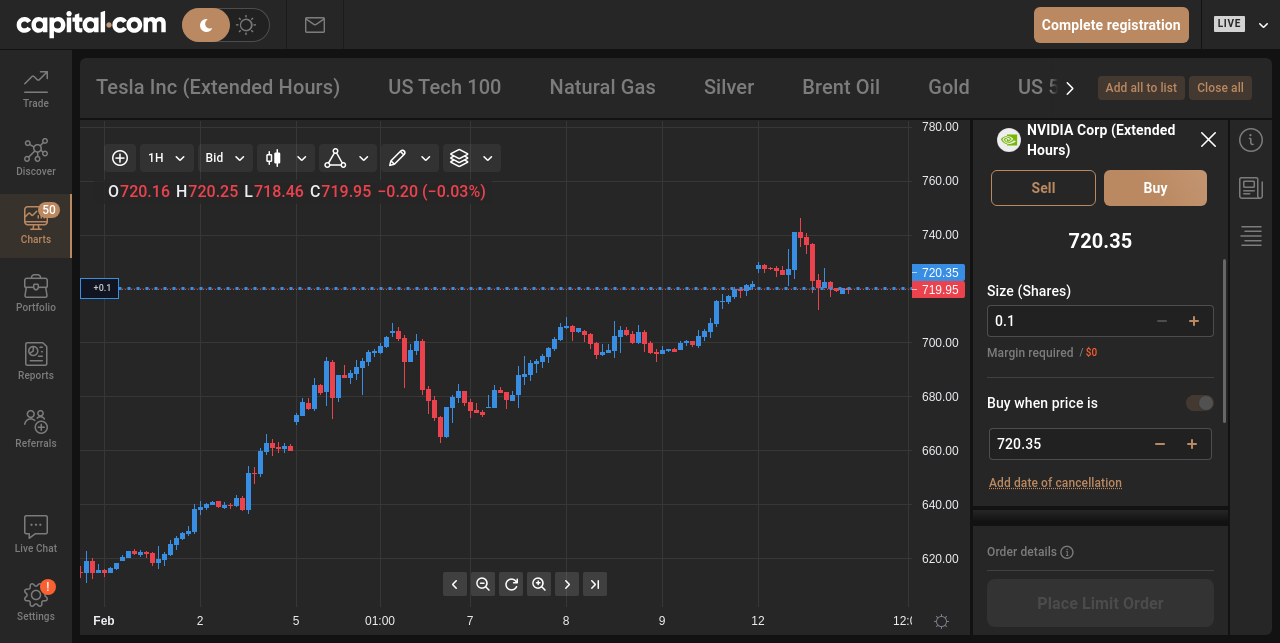 capital.com
Complete registration
LIVE
Trade
Discover
50
Charts
Portfolio
Reports
Referrals
Live Chat
!
Settings
Tesla Inc (Extended Hours)
US Tech 100
Natural Gas
Silver
Brent Oil
Gold
US 5
Add all to list
Close all
1H
Bid
O720.16 H720.25 L718.46 C719.95 −0.20 (−0.03%)
+0.1
780.00
760.00
740.00
720.35
719.95
700.00
680.00
660.00
640.00
620.00
Feb
2
5
01:00
7
8
9
12
12:0
NVIDIA Corp (Extended
Hours)
Sell
Buy
720.35
Size (Shares)
0.1
Margin required / $0
Buy when price is
720.35
Add date of cancellation
Order details
Place Limit Order